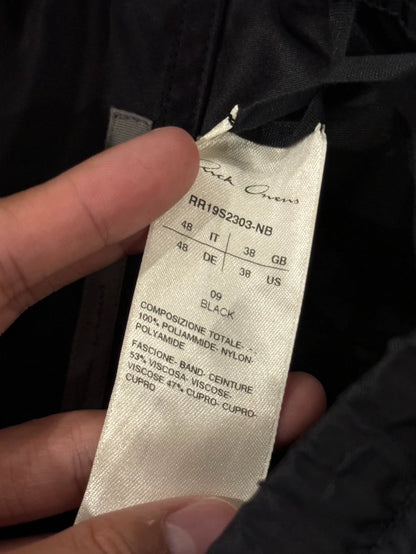 Rick Owens
RR19S2303-NB
48 IT 38 GB
48 DE 38 US
09
BLACK
COMPOSIZIONE TOTALE-
100% POLIAMMIDE- NYLON-
POLYAMIDE
FASCIONE- BAND- CEINTURE
53% VISCOSA- VISCOSE-
VISCOSE 47% CUPRO- CUPRO-
CUPRO